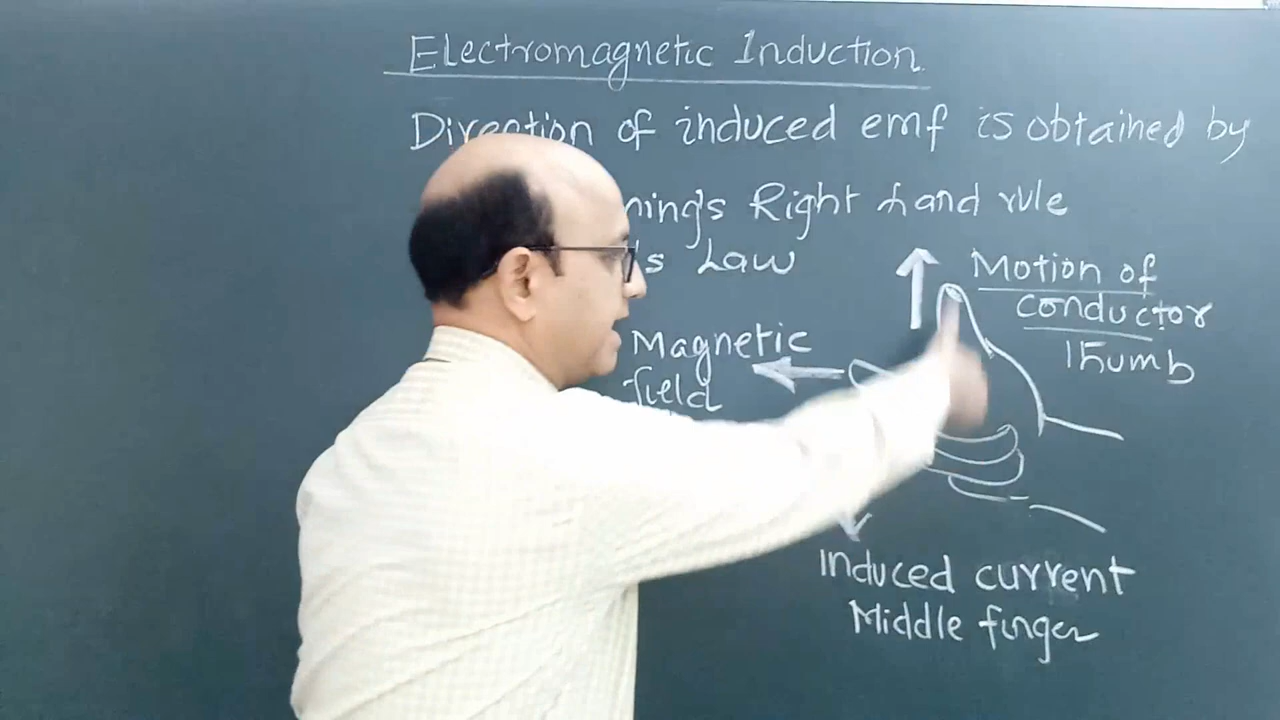 Electromagnetic Induction
Direction of induced emf is obtained by
Right hand rule
Law
Motion of
conductor
Thumb
Magnetic
field
Induced current
Middle finger